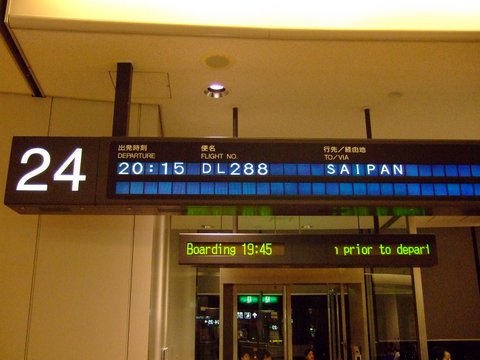 24
出発時刻 便名 行先／経由地
DEPARTURE FLIGHT NO. TO/VIA
20:15 DL288 SAIPAN
Boarding 19:45 prior to depart